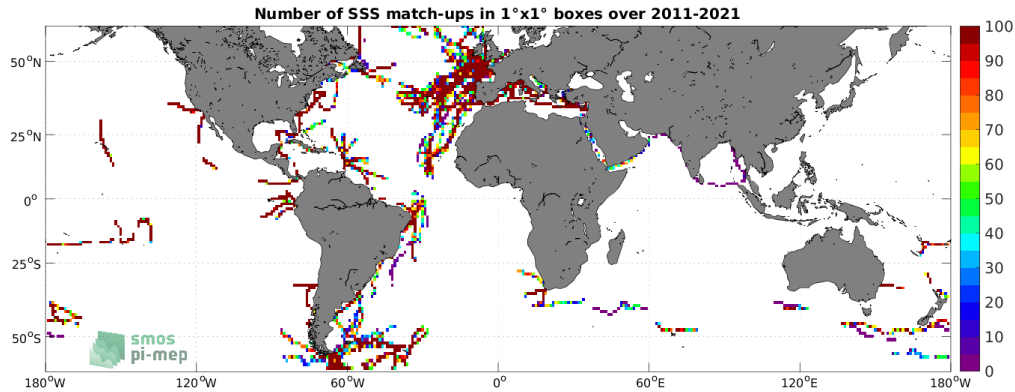 Number of SSS match-ups in 1°x1° boxes over 2011-2021
50°N
25°N
0°
25°S
50°S
180°W
120°W
60°W
0°
60°E
120°E
180°W
100
90
80
70
60
50
40
30
20
10
0
smos
pi-mep